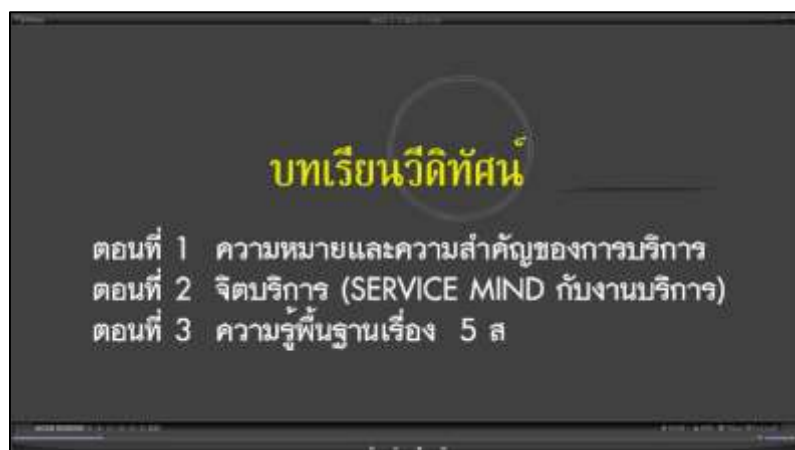 บทเรียนวีดิทัศน์
ตอนที่ 1 ความหมายและความสำคัญของการบริการ
ตอนที่ 2 จิตบริการ (SERVICE MIND กับงานบริการ)
ตอนที่ 3 ความรู้พื้นฐานเรื่อง 5 ส